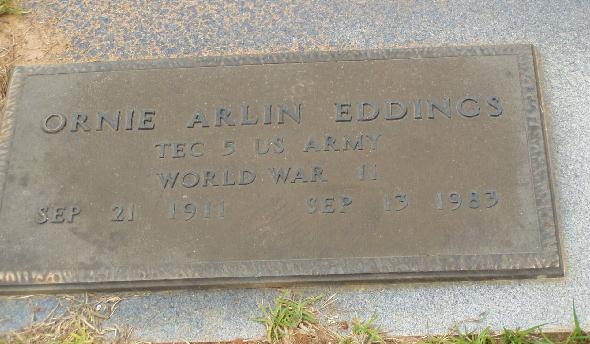 ORNIE ARLIN EDDINGS
TEC 5 US ARMY
WORLD WAR II
SEP 21 1911 SEP 13 1983